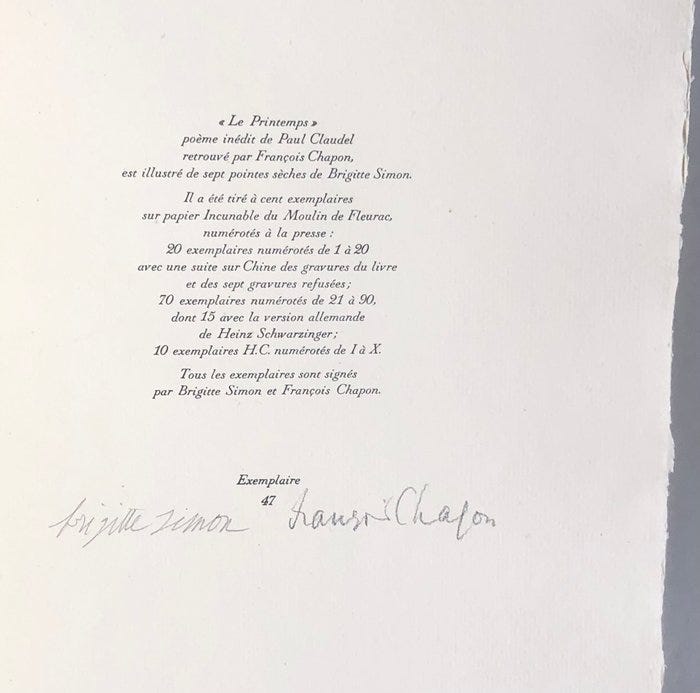 « Le Printemps »
poème inédit de Paul Claudel
retrouvé par François Chapon,
est illustré de sept pointes sèches de Brigitte Simon.
Il a été tiré à cent exemplaires
sur papier Incunable du Moulin de Fleurac,
numérotés à la presse :
20 exemplaires numérotés de 1 à 20
avec une suite sur Chine des gravures du livre
et des sept gravures refusées;
70 exemplaires numérotés de 21 à 90,
dont 15 avec la version allemande
de Heinz Schwarzinger;
10 exemplaires H.C. numérotés de I à X.
Tous les exemplaires sont signés
par Brigitte Simon et François Chapon.
Exemplaire
47
brigitte simon François Chapon